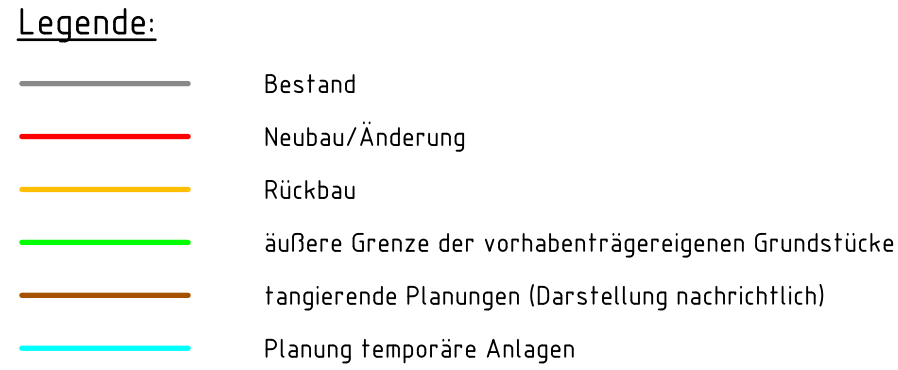 Legende:
Bestand
Neubau/Änderung
Rückbau
äußere Grenze der vorhabenträgereigenen Grundstücke
tangierende Planungen (Darstellung nachrichtlich)
Planung temporäre Anlagen